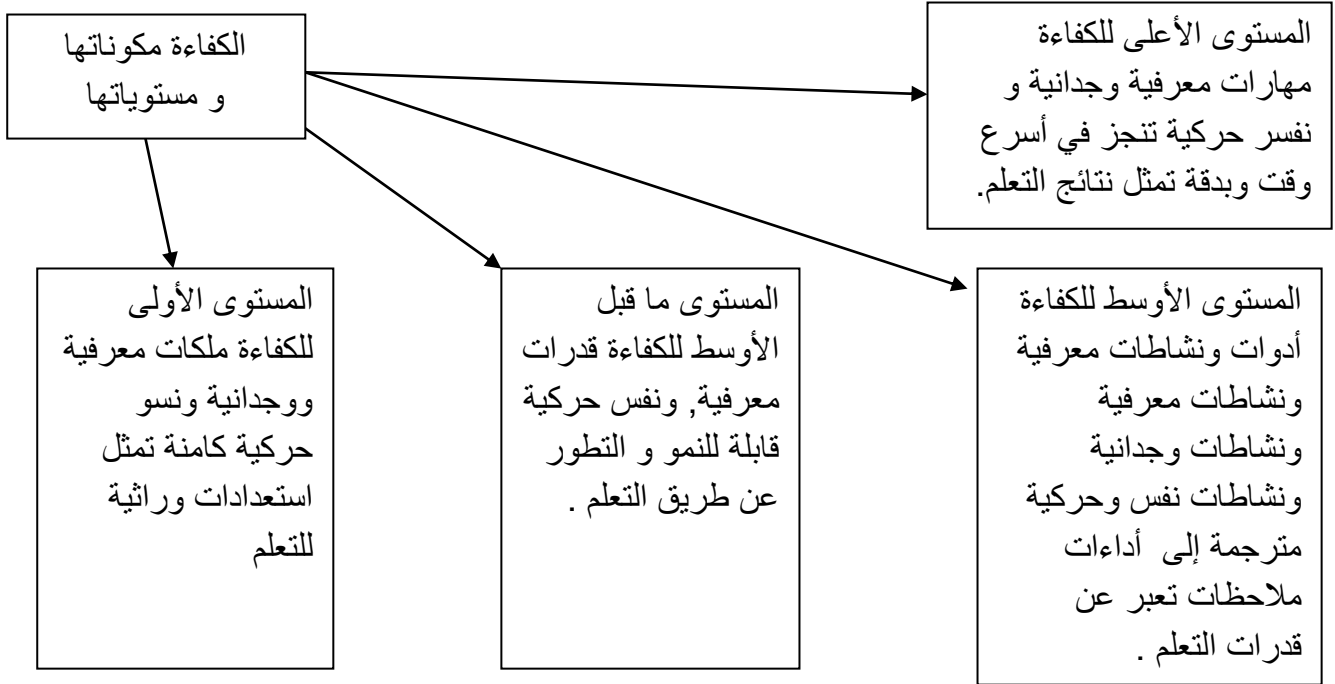 الكفاءة مكوناتها
و مستوياتها
المستوى الأعلى للكفاءة
مهارات معرفية وجدانية و
نفسر حركية تنجز في أسرع
وقت وبدقة تمثل نتائج التعلم.
المستوى الأوسط للكفاءة
أدوات ونشاطات معرفية
ونشاطات معرفية
ونشاطات وجدانية
ونشاطات نفس وحركية
مترجمة إلى أداءات
ملاحظات تعبر عن
قدرات التعلم .
المستوى ما قبل
الأوسط للكفاءة قدرات
معرفية, ونفس حركية
قابلة للنمو و التطور
عن طريق التعلم .
المستوى الأولى
للكفاءة ملكات معرفية
ووجدانية ونسو
حركية كامنة تمثل
استعدادات وراثية
للتعلم